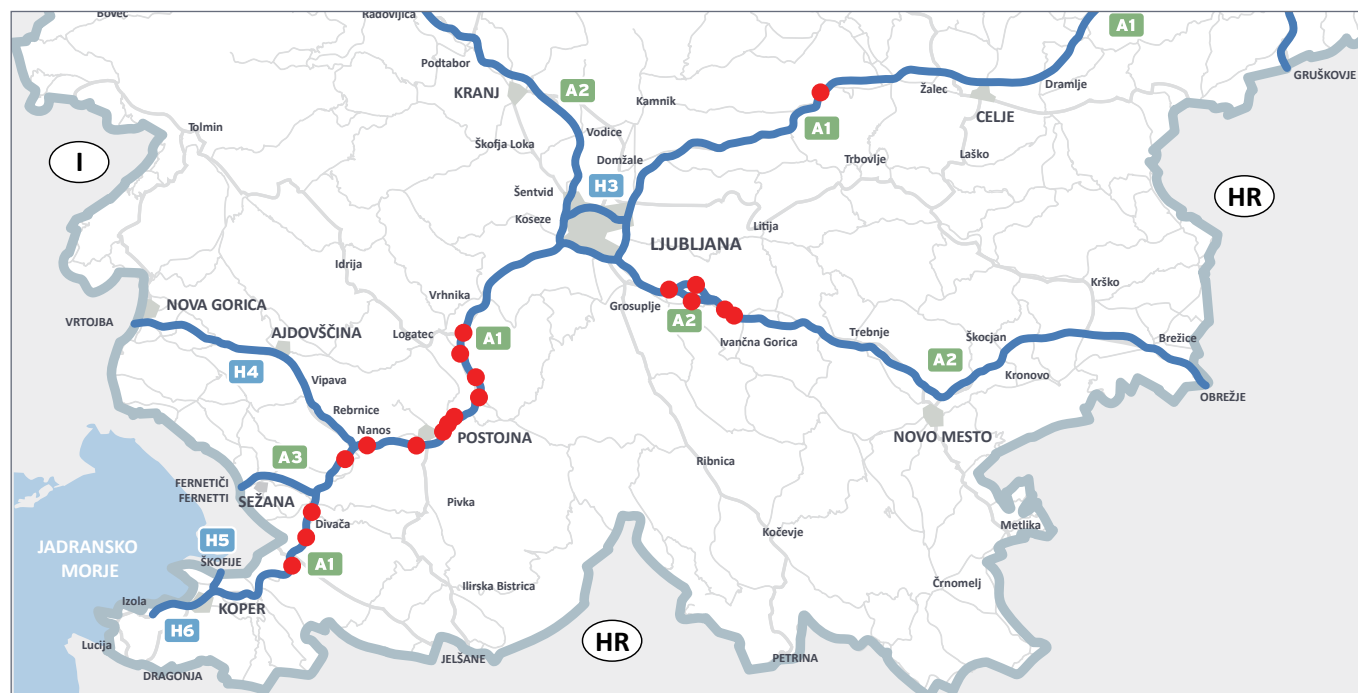 Bovec
Radovljica
A1
Podtabor
GRUŠKOVJE
KRANJ
A2
Kamnik
Žalec
Dramlje
CELJE
Tolmin
Vodice
A1
Škofja Loka
Domžale
Trbovlje
Laško
I
H3
Šentvid
HR
Koseze
Litija
LJUBLJANA
Idrija
Krško
Vrhnika
NOVA GORICA
Grosuplje
VRTOJBA
A2
AJDOVŠČINA
Logatec
A1
Trebnje
Škocjan
Brežice
Ivančna Gorica
A2
H4
Vipava
Kronovo
OBREŽJE
Rebrnice
Nanos
POSTOJNA
NOVO MESTO
A3
Ribnica
FERNETIČI
FERNETTI
SEŽANA
Pivka
Divača
Metlika
Kočevje
H5
JADRANSKO
MORJE
ŠKOFIJE
A1
Črnomelj
Ilirska Bistrica
Izola
KOPER
H6
HR
Lucija
JELŠANE
PETRINA
DRAGONJA